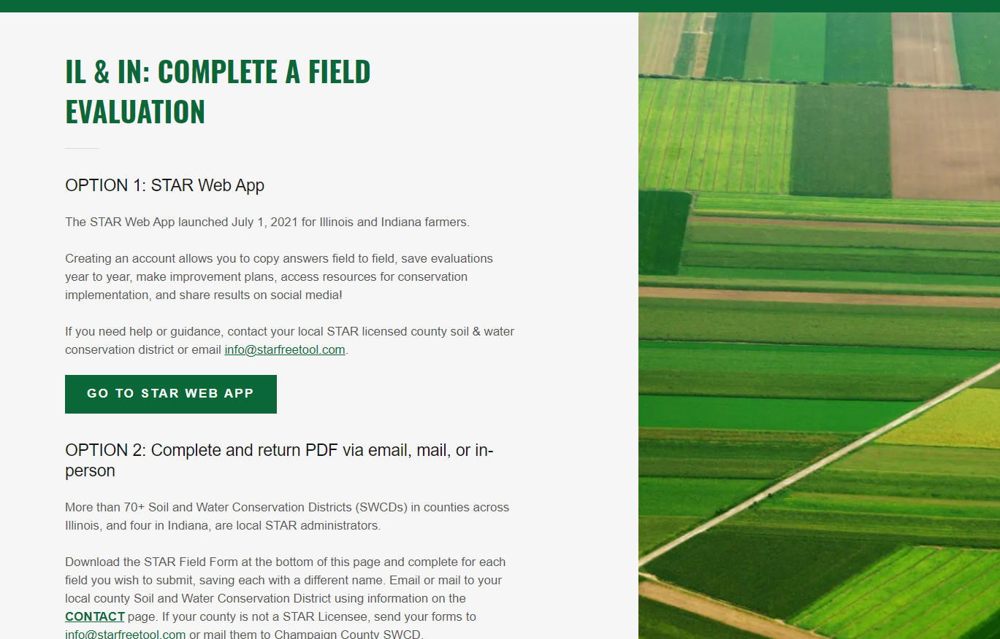 IL & IN: COMPLETE A FIELD
EVALUATION
OPTION 1: STAR Web App
The STAR Web App launched July 1, 2021 for Illinois and Indiana farmers.
Creating an account allows you to copy answers field to field, save evaluations
year to year, make improvement plans, access resources for conservation
implementation, and share results on social media!
If you need help or guidance, contact your local STAR licensed county soil & water
conservation district or email info@starfreetool.com.
GO TO STAR WEB APP
OPTION 2: Complete and return PDF via email, mail, or in-
person
More than 70+ Soil and Water Conservation Districts (SWCDs) in counties across
Illinois, and four in Indiana, are local STAR administrators.
Download the STAR Field Form at the bottom of this page and complete for each
field you wish to submit, saving each with a different name. Email or mail to your
local county Soil and Water Conservation District using information on the
CONTACT page. If your county is not a STAR Licensee, send your forms to
info@starfreetool.com or mail them to Champaign County SWCD.